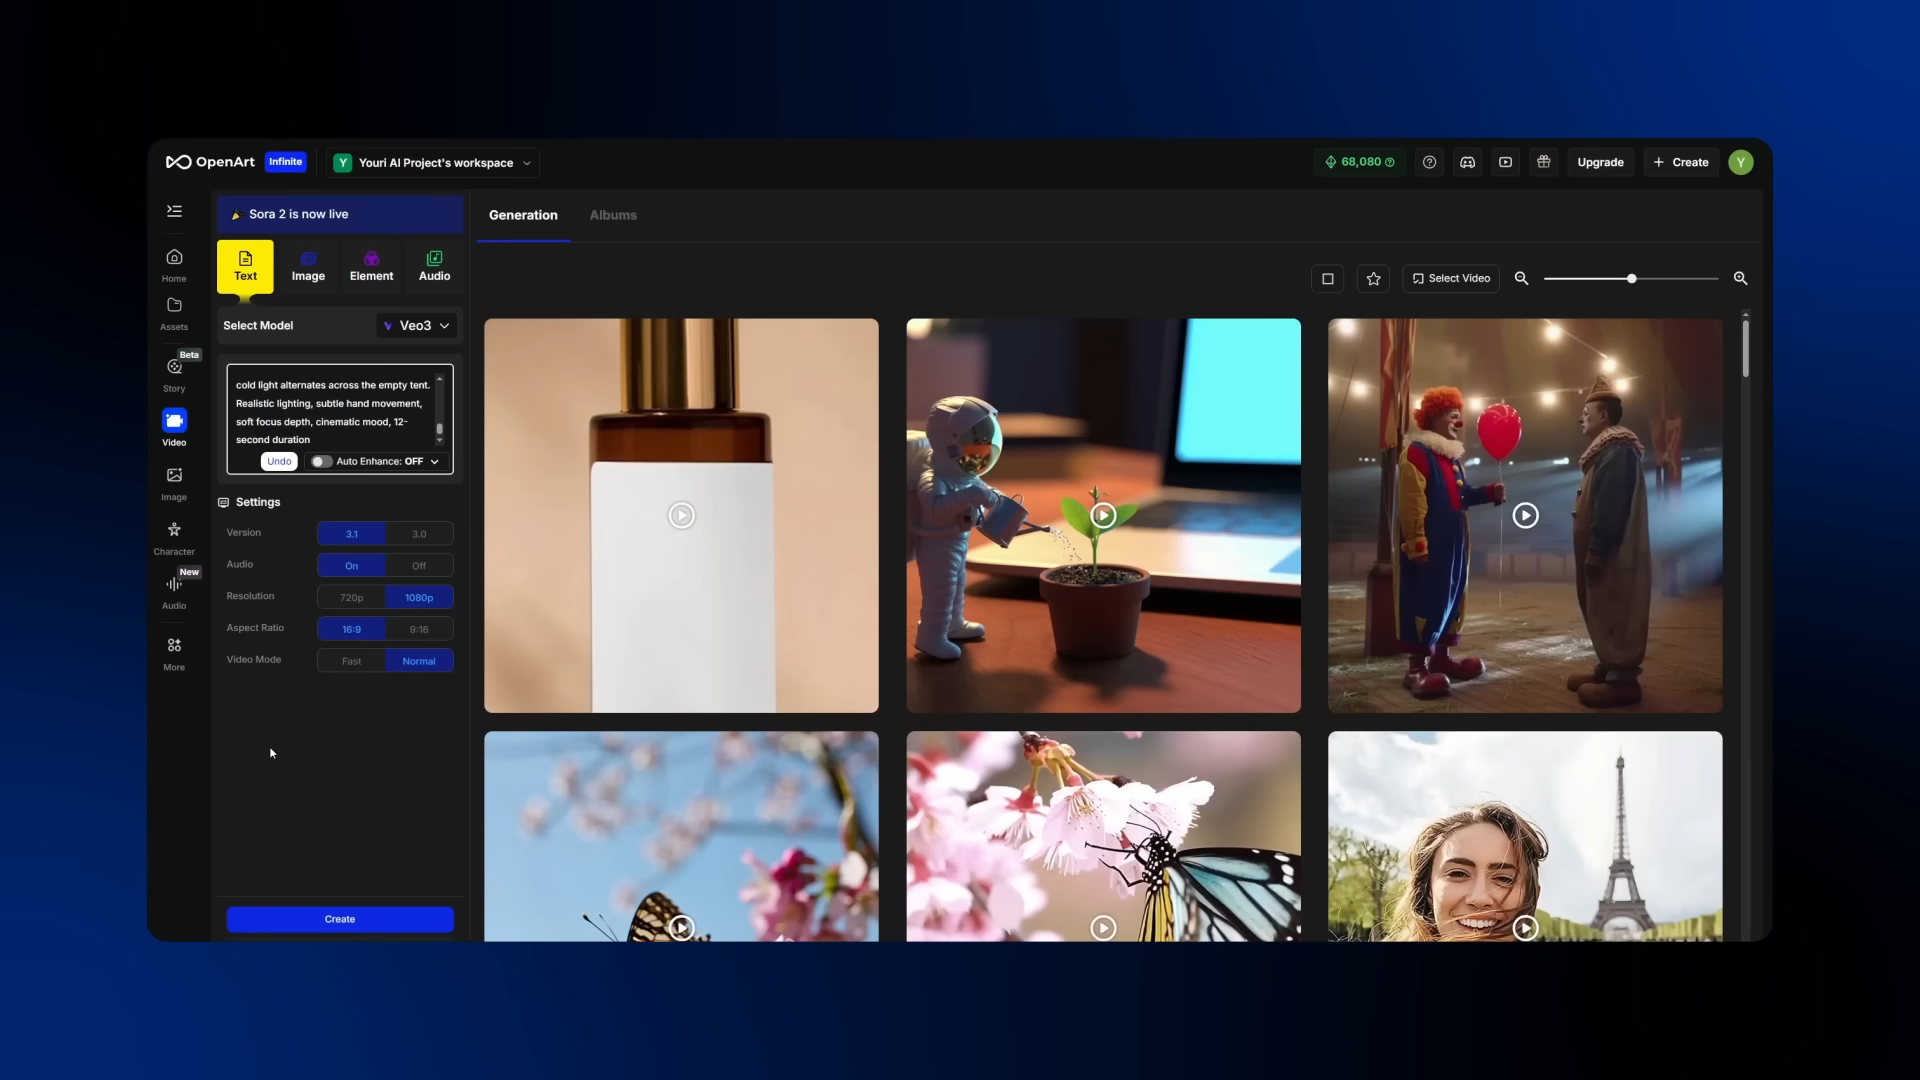 OpenArt Infinite Y Youri AI Project's workspace 68,080 Upgrade + Create Y
Sora 2 is now live
Generation Albums
Text Image Element Audio
Select Video
Select Model Veo3
cold light alternates across the empty tent.
Realistic lighting, subtle hand movement,
soft focus depth, cinematic mood, 12-
second duration
Undo Auto Enhance: OFF
Settings
Version 3.1 3.0
Audio On Off
Resolution 720p 1080p
Aspect Ratio 16:9 9:16
Video Mode Fast Normal
Create
Home
Assets
Beta
Story
Video
Image
Character
New
Audio
More